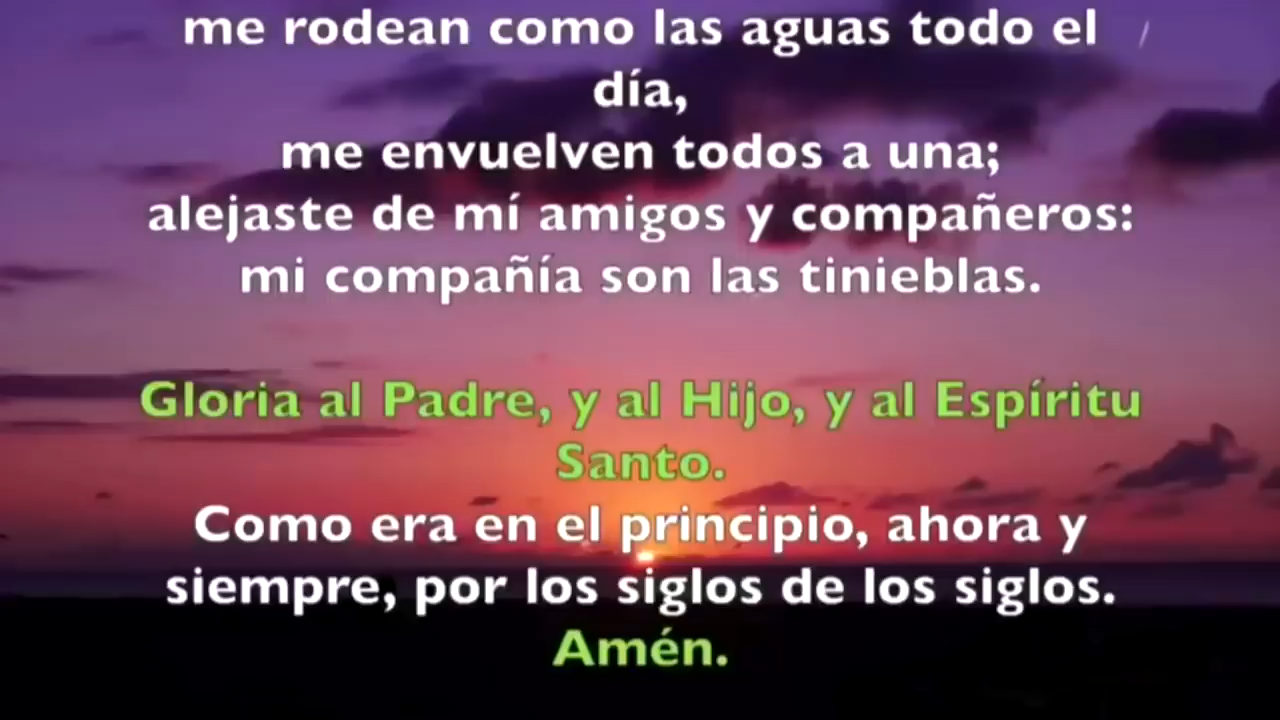 me rodean como las aguas todo el
día,
me envuelven todos a una;
alejaste de mí amigos y compañeros:
mi compañía son las tinieblas.
Gloria al Padre, y al Hijo, y al Espíritu
Santo.
Como era en el principio, ahora y
siempre, por los siglos de los siglos.
Amén.